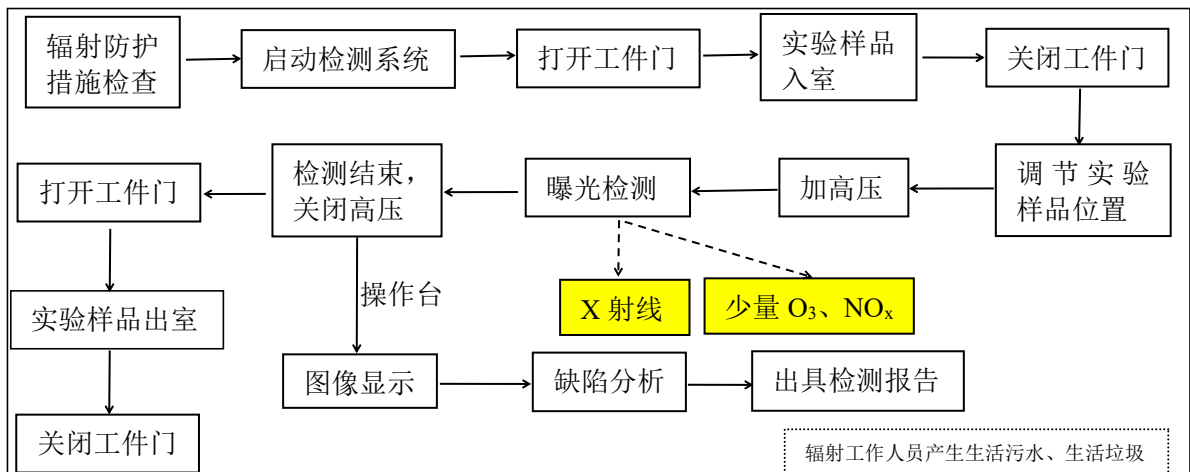 辐射防护
措施检查
启动检测系统
打开工件门
实验样品
入室
关闭工件门
调节实验
样品位置
加高压
曝光检测
检测结束，
关闭高压
打开工件门
X 射线
少量 O₃、NOₓ
操作台
实验样品出室
图像显示
缺陷分析
出具检测报告
关闭工件门
辐射工作人员产生生活污水、生活垃圾